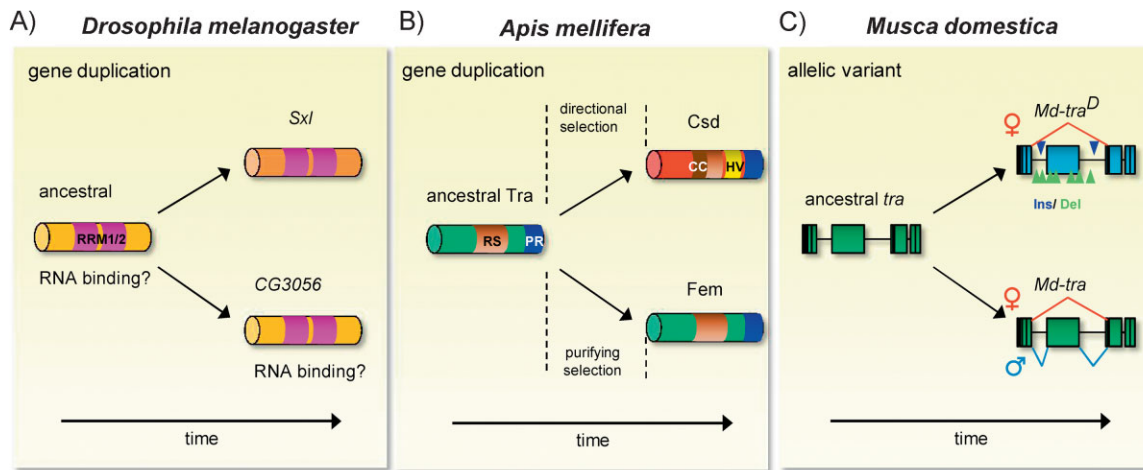 A) Drosophila melanogaster
gene duplication
Sxl
ancestral
RRM1/2
RNA binding?
CG3056
RNA binding?
time
B) Apis mellifera
gene duplication
directional
selection
Csd
CC HV
ancestral Tra
RS PR
Fem
purifying
selection
time
C) Musca domestica
allelic variant
♀ Md-traD
Ins/ Del
ancestral tra
♀ Md-tra
♂
time